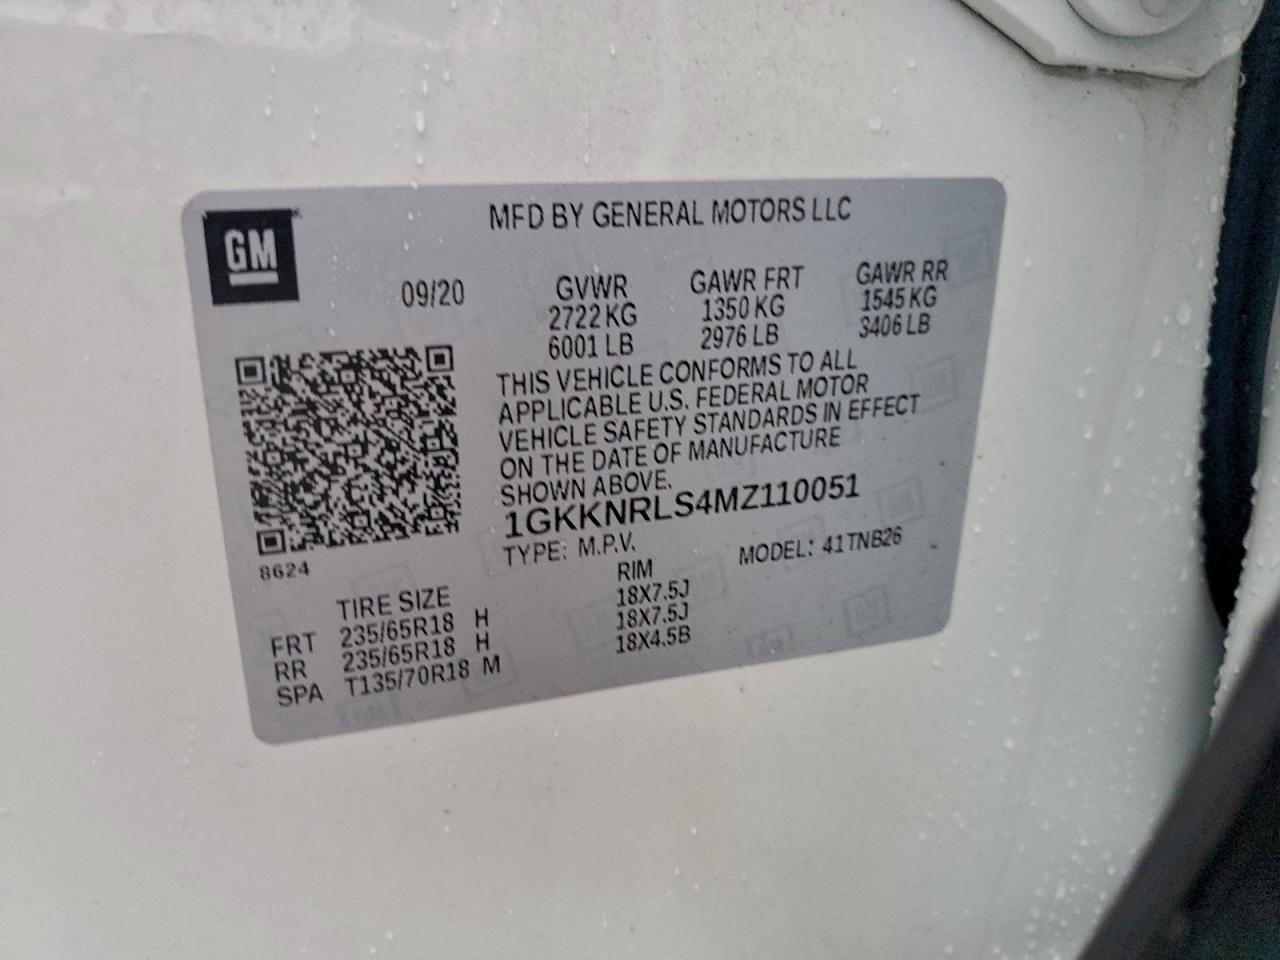 GM
MFD BY GENERAL MOTORS LLC
09/20
GVWR GAWR FRT GAWR RR
2722 KG 1350 KG 1545 KG
6001 LB 2976 LB 3406 LB
THIS VEHICLE CONFORMS TO ALL
APPLICABLE U.S. FEDERAL MOTOR
VEHICLE SAFETY STANDARDS IN EFFECT
ON THE DATE OF MANUFACTURE
SHOWN ABOVE.
1GKKNRLS4MZ110051
TYPE: M.P.V. MODEL: 41TNB26
8624
TIRE SIZE RIM
FRT 235/65R18 H 18X7.5J
RR 235/65R18 H 18X7.5J
SPA T135/70R18 M 18X4.5B